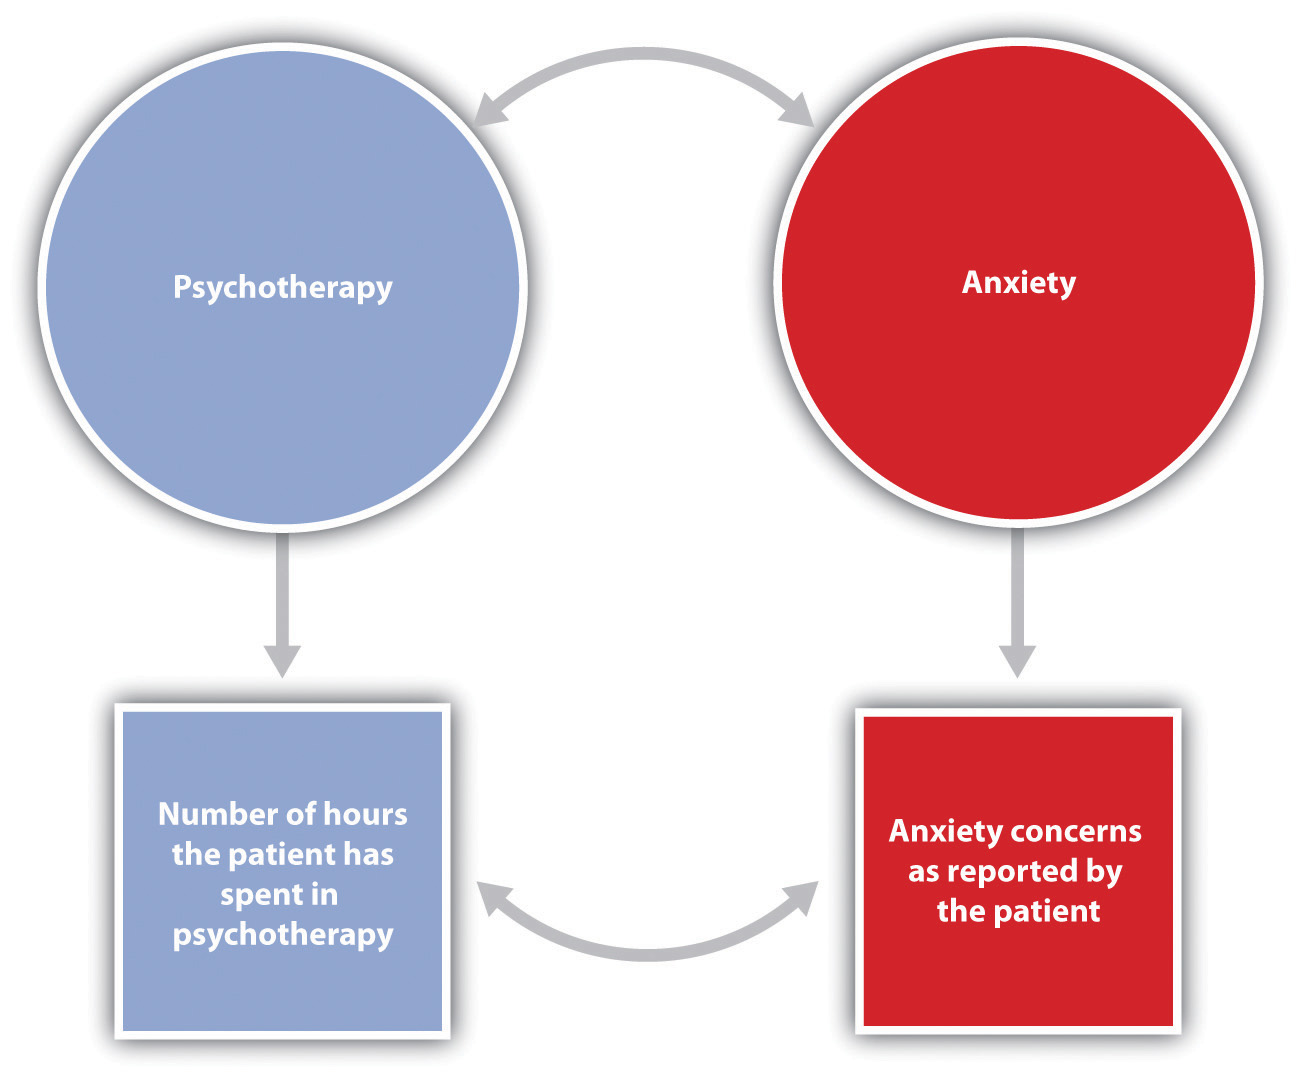 Psychotherapy
Anxiety
Number of hours
the patient has
spent in
psychotherapy
Anxiety concerns
as reported by
the patient